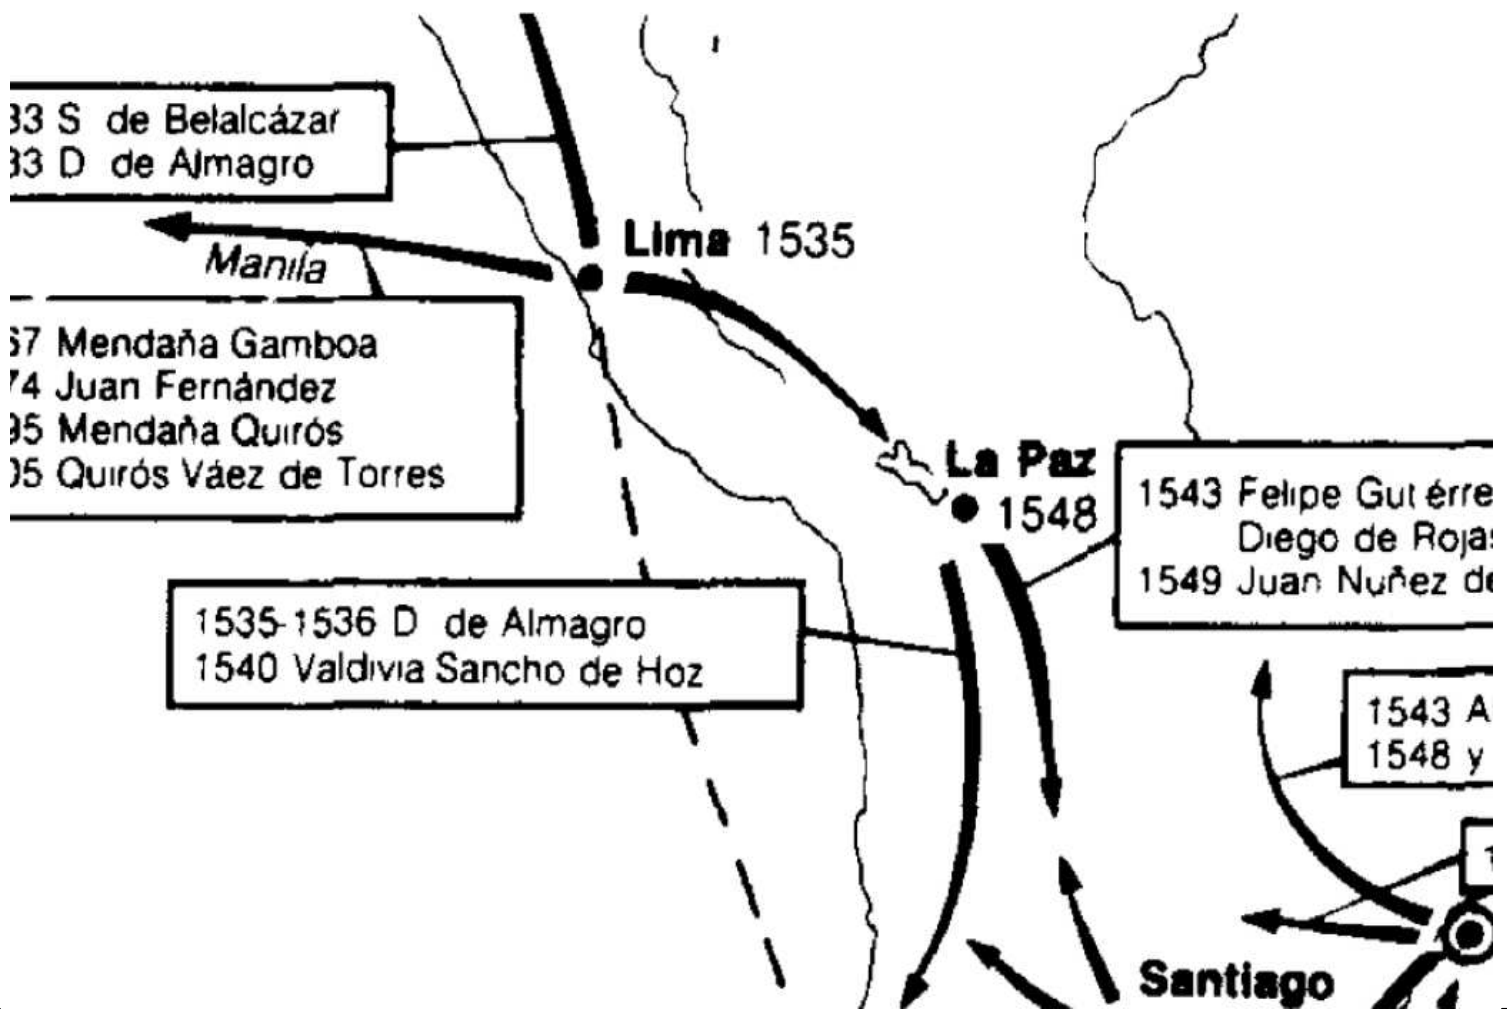 33 S de Belalcázar
33 D de Almagro
Lima 1535
Manila
67 Mendaña Gamboa
74 Juan Fernández
95 Mendaña Quirós
05 Quirós Váez de Torres
La Paz
1548
1543 Felipe Gutiérre
Diego de Rojas
1549 Juan Nuñez de
1535-1536 D de Almagro
1540 Valdivia Sancho de Hoz
1543 A
1548 y
1
Santiago